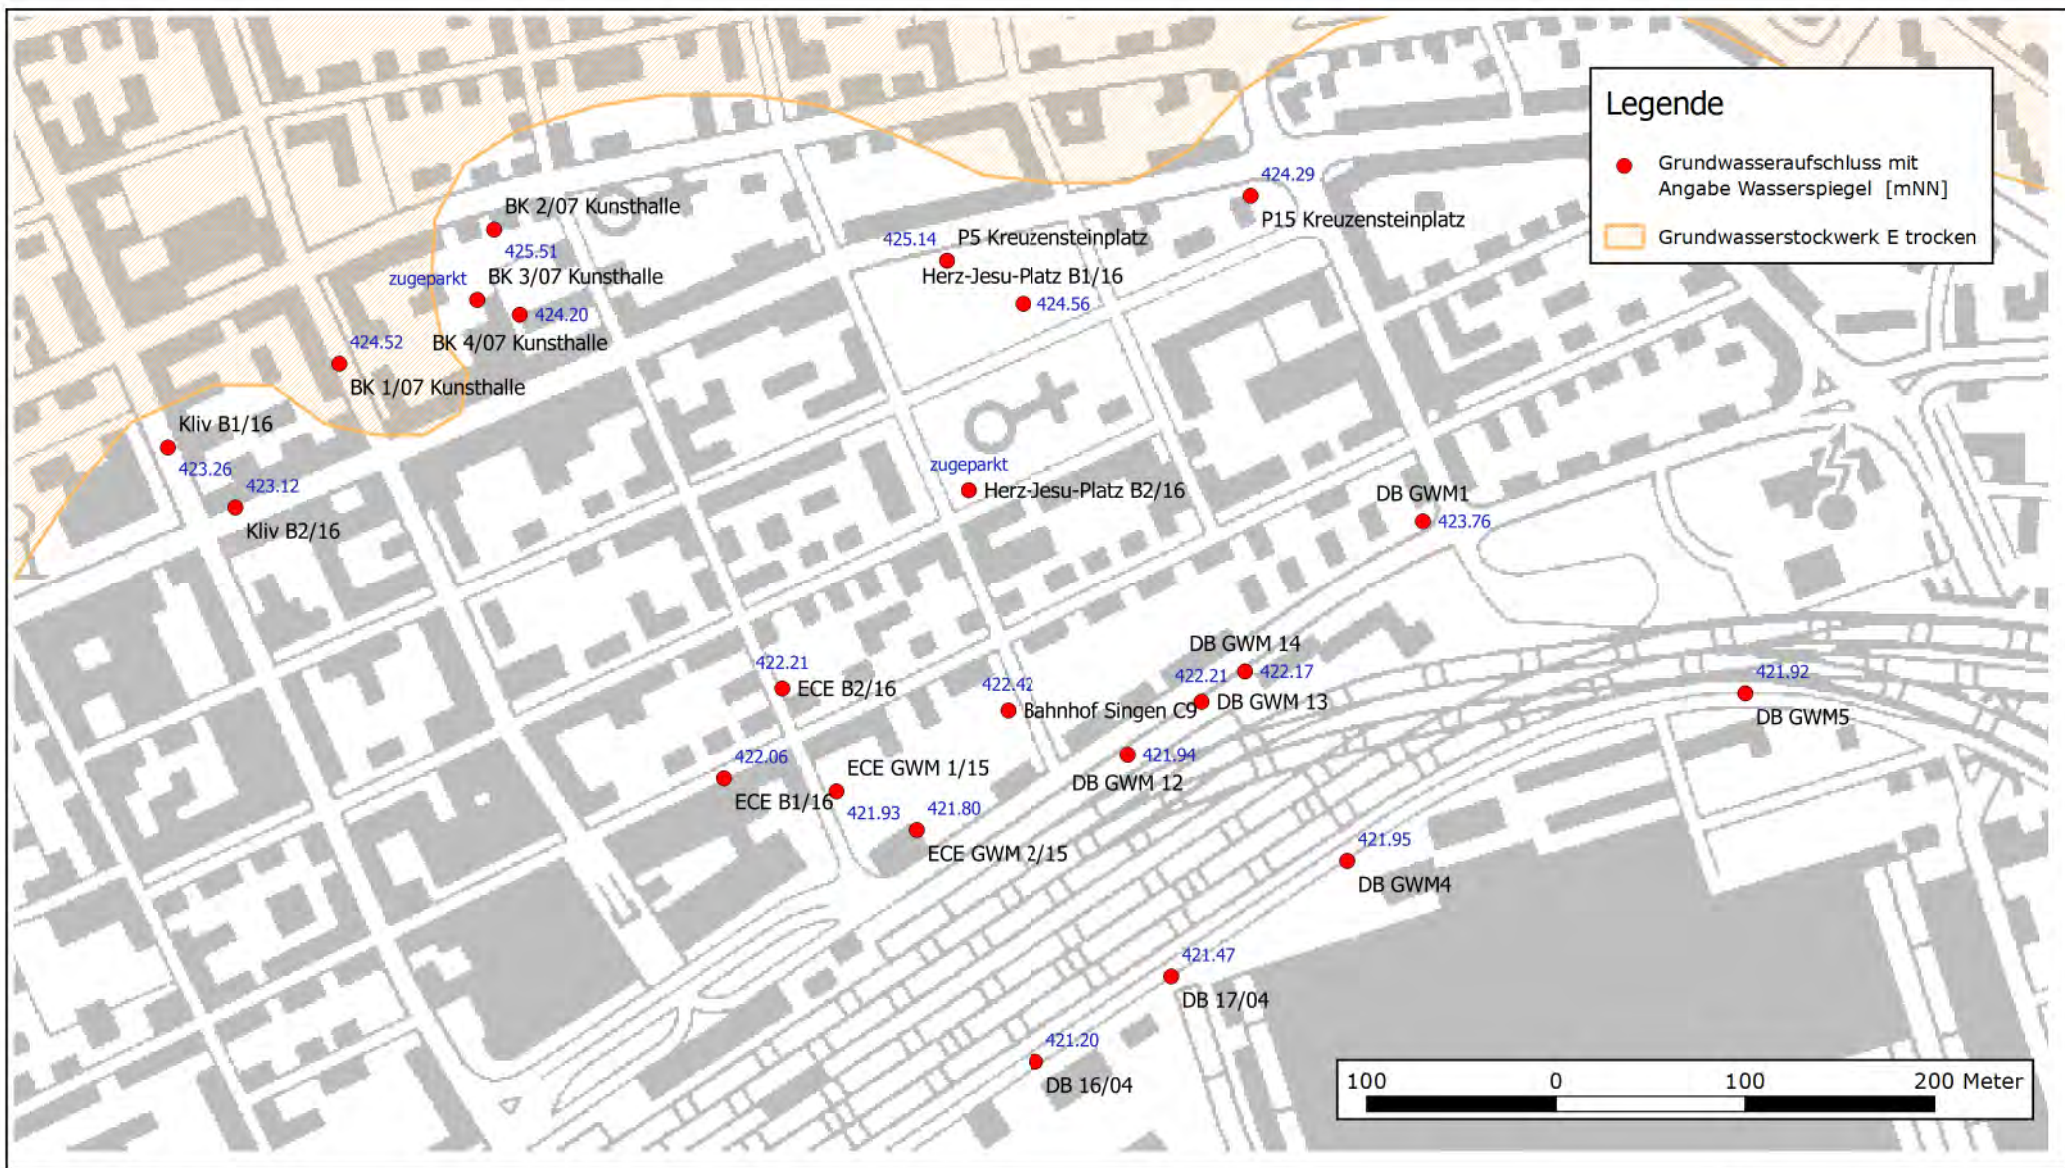 Legende
Grundwasseraufschluss mit
Angabe Wasserspiegel [mNN]
Grundwasserstockwerk E trocken
424.29
P15 Kreuzensteinplatz
BK 2/07 Kunsthalle
425.51
425.14
P5 Kreuzensteinplatz
zugeparkt
BK 3/07 Kunsthalle
Herz-Jesu-Platz B1/16
424.56
424.20
BK 4/07 Kunsthalle
424.52
BK 1/07 Kunsthalle
Kliv B1/16
423.26
423.12
Kliv B2/16
zugeparkt
Herz-Jesu-Platz B2/16
DB GWM1
423.76
DB GWM 14
422.17
422.21
DB GWM 13
422.21
ECE B2/16
422.42
Bahnhof Singen C9
421.92
DB GWM5
421.94
DB GWM 12
422.06
ECE B1/16
ECE GWM 1/15
421.93
421.80
ECE GWM 2/15
421.95
DB GWM4
421.47
DB 17/04
421.20
DB 16/04
100 0 100 200 Meter